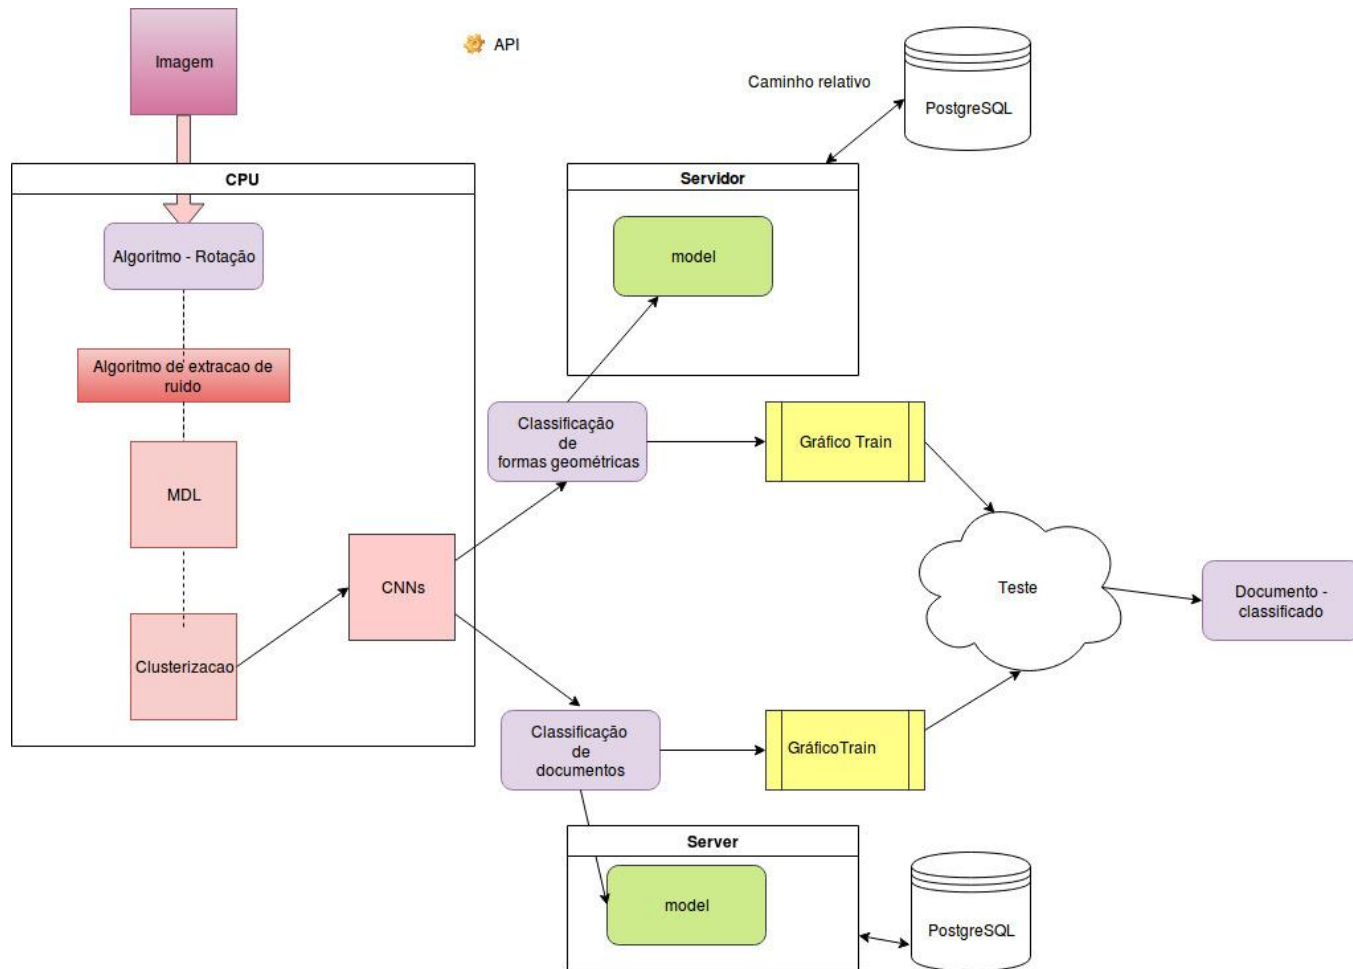 Imagem
API
Caminho relativo
PostgreSQL
CPU
Servidor
Algoritmo - Rotação
model
Algoritmo de extracao de
ruido
Classificação
de
formas geométricas
Gráfico Train
MDL
CNNs
Teste
Documento -
classificado
Clusterizacao
Classificação
de
documentos
GráficoTrain
Server
model
PostgreSQL